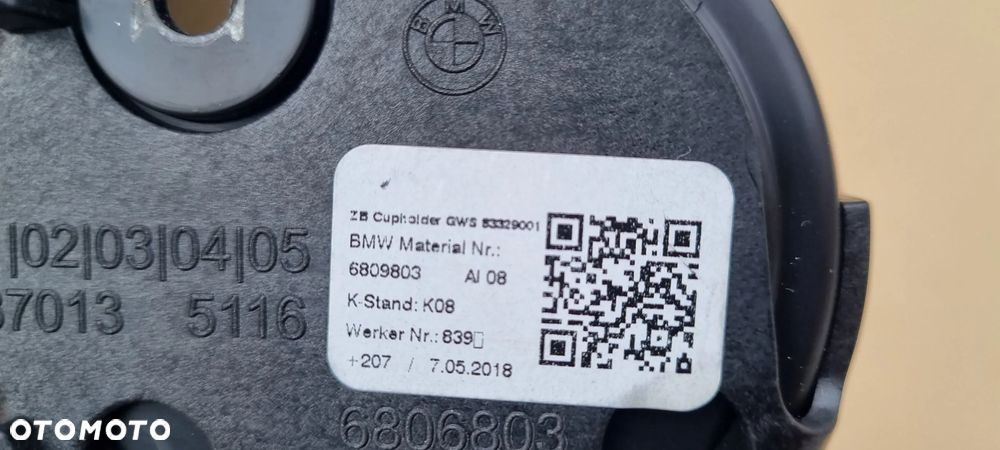 BMW
ZB Cupholder GWS 83329001
BMW Material Nr.:
6809803 AI 08
K-Stand: K08
Werker Nr.: 839
+207 / 7.05.2018
|02|03|04|05
37013 5116
6806803
OTOMOTO